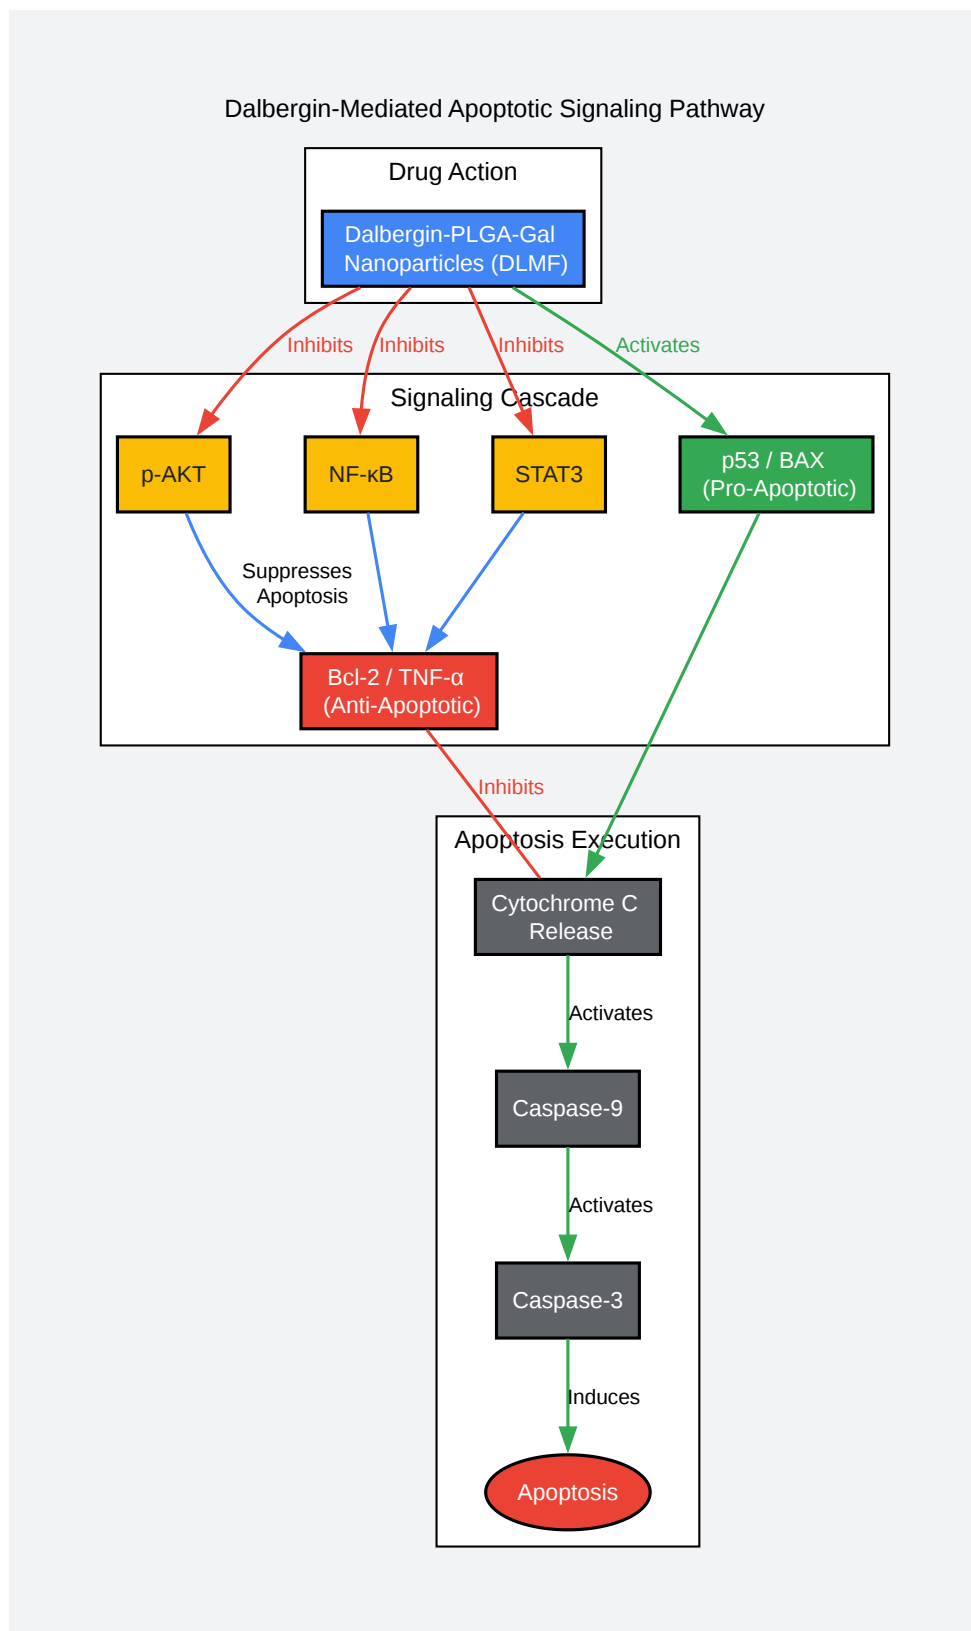 Dalbergin-Mediated Apoptotic Signaling Pathway
Drug Action
Dalbergin-PLGA-Gal
Nanoparticles (DLMF)
Inhibits
Inhibits
Inhibits
Activates
Signaling Cascade
p-AKT
NF-κB
STAT3
p53 / BAX
(Pro-Apoptotic)
Suppresses
Apoptosis
Bcl-2 / TNF-α
(Anti-Apoptotic)
Inhibits
Apoptosis Execution
Cytochrome C
Release
Activates
Caspase-9
Activates
Caspase-3
Induces
Apoptosis